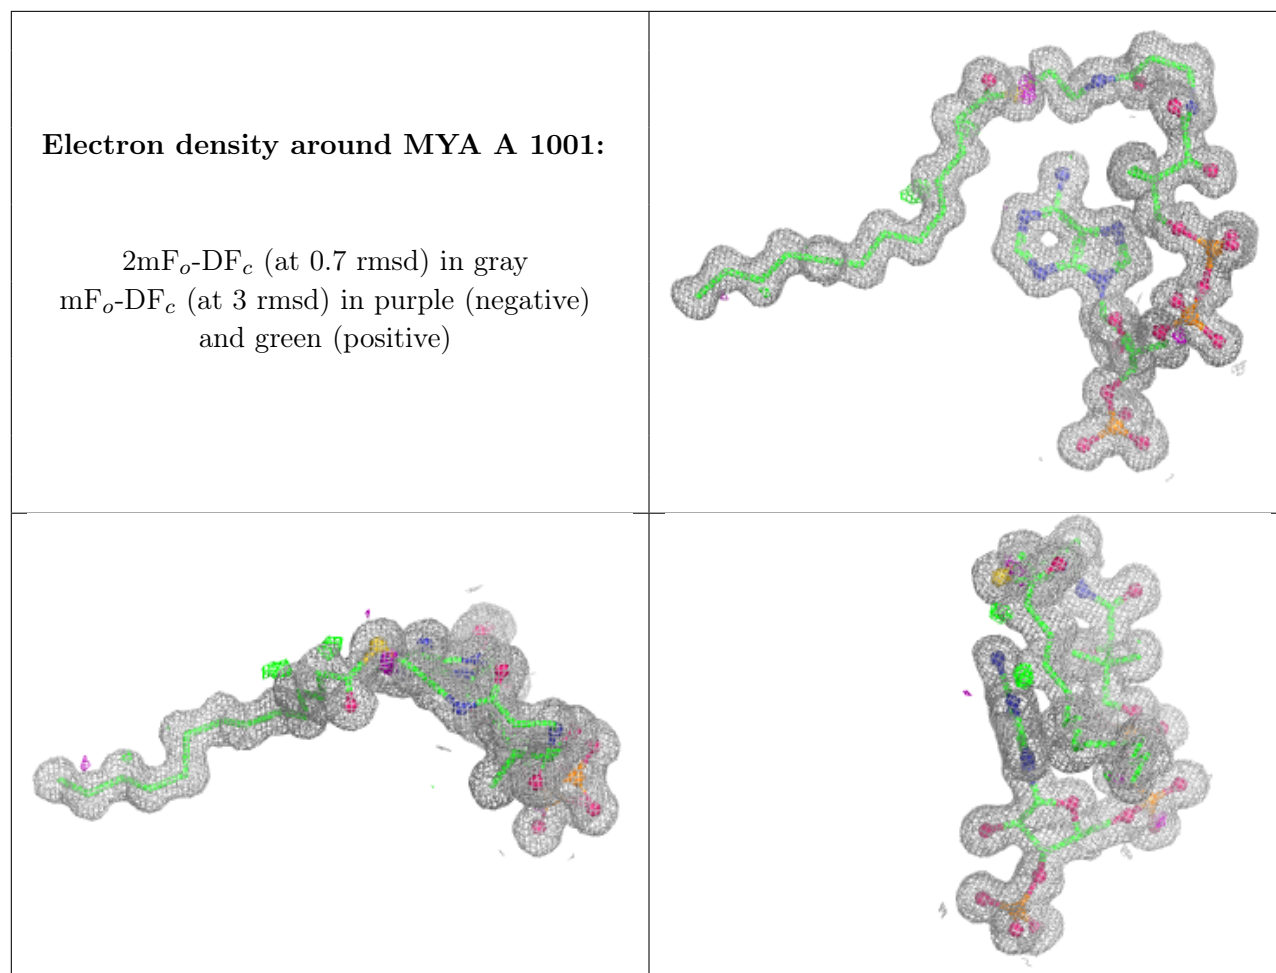 Electron density around MYA A 1001:
2mFo-DFc (at 0.7 rmsd) in gray
mFo-DFc (at 3 rmsd) in purple (negative)
and green (positive)